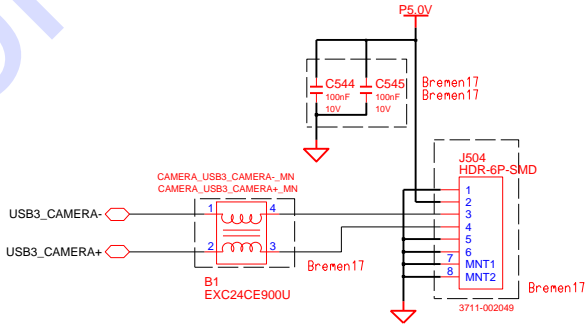 P5.0V
C544
100nF
10V
C545
100nF
10V
Bremen17
Bremen17
J504
HDR-6P-SMD
CAMERA_USB3_CAMERA-_MN
CAMERA_USB3_CAMERA+_MN
1
2
3
4
5
6
7 MNT1
8 MNT2
USB3_CAMERA-
1
4
USB3_CAMERA+
2
3
Bremen17
B1
EXC24CE900U
Bremen17
3711-002049